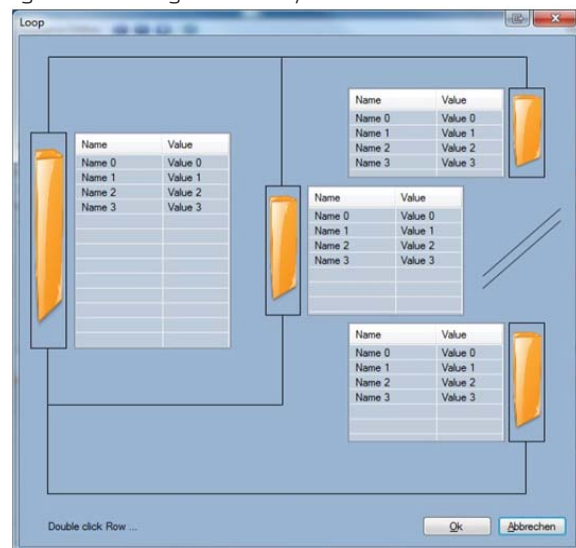 Loop
Name Value
Name 0 Value 0
Name 1 Value 1
Name 2 Value 2
Name 3 Value 3
Name Value
Name 0 Value 0
Name 1 Value 1
Name 2 Value 2
Name 3 Value 3
Name Value
Name 0 Value 0
Name 1 Value 1
Name 2 Value 2
Name 3 Value 3
Name Value
Name 0 Value 0
Name 1 Value 1
Name 2 Value 2
Name 3 Value 3
Double click Row ...
Ok
Abbrechen